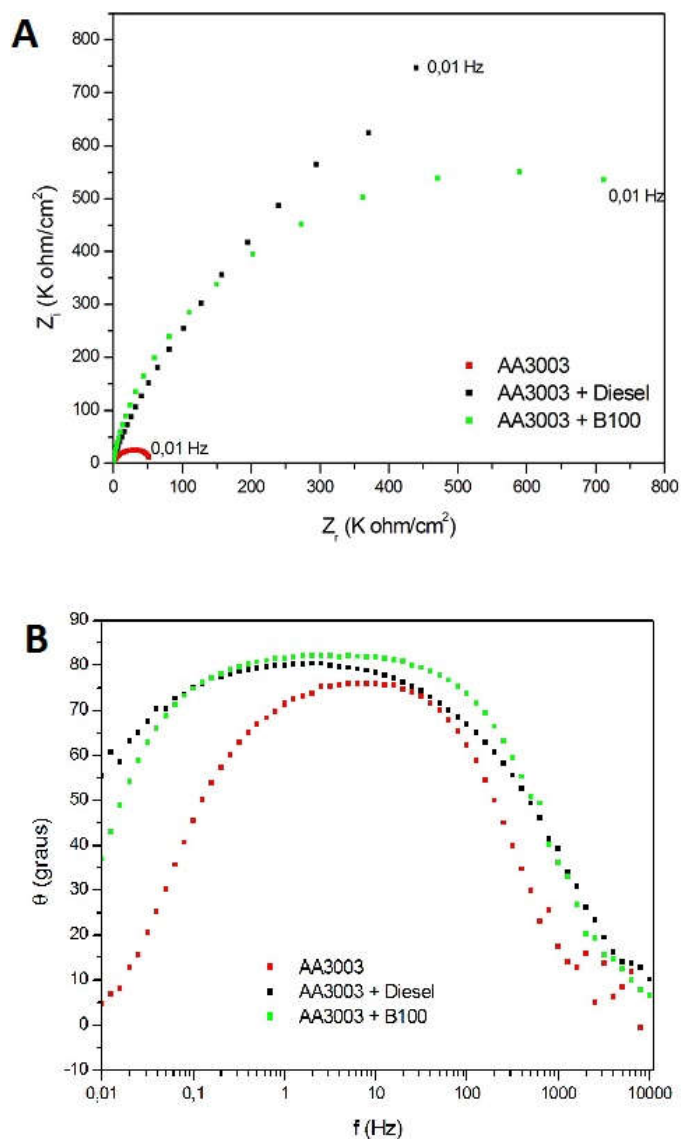 A
800
700
600
500
400
300
200
100
0
Z_i (K ohm/cm²)
0,01 Hz
0,01 Hz
0,01 Hz
AA3003
AA3003 + Diesel
AA3003 + B100
0 100 200 300 400 500 600 700 800
Z_r (K ohm/cm²)
B
90
80
70
60
50
40
30
20
10
0
-10
θ (graus)
AA3003
AA3003 + Diesel
AA3003 + B100
0,01 0,1 1 10 100 1000 10000
f (Hz)